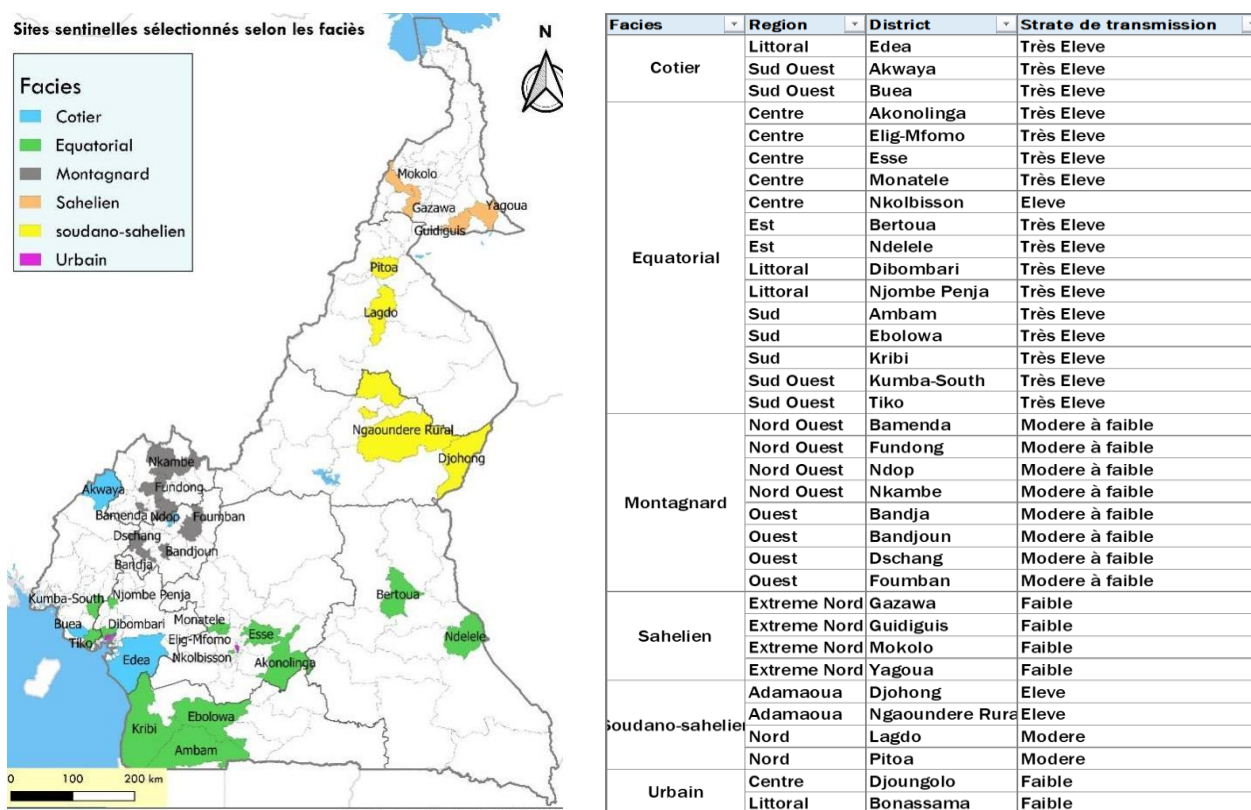 Sites sentinelles sélectionnés selon les faciès
N
Facies
Cotier
Equatorial
Montagnard
Sahelien
soudano-sahelien
Urbain
Mokolo
Gazawa
Yagoua
Guidiguis
Pitoa
Lagdo
Ngaoundere Rural
Djohong
Nkambe
Akwaya
Fundong
Bamenda
Ndop
Foumban
Dschang
Bandjoun
Bandja
Bertoua
Kumba-South
Njombe Penja
Buea
Dibombari
Monatele
Esse
Ndelele
Tiko
Elig-Mfomo
Edea
Nkolbisson
Akonolinga
Kribi
Ebolowa
Ambam
0 100 200 km
Facies Region District Strate de transmission
Cotier
Littoral Edea Très Eleve
Sud Ouest Akwaya Très Eleve
Sud Ouest Buea Très Eleve
Equatorial
Centre Akonolinga Très Eleve
Centre Elig-Mfomo Très Eleve
Centre Esse Très Eleve
Centre Monatele Très Eleve
Centre Nkolbisson Eleve
Est Bertoua Très Eleve
Est Ndelele Très Eleve
Littoral Dibombari Très Eleve
Littoral Njombe Penja Très Eleve
Sud Ambam Très Eleve
Sud Ebolowa Très Eleve
Sud Kribi Très Eleve
Sud Ouest Kumba-South Très Eleve
Sud Ouest Tiko Très Eleve
Montagnard
Nord Ouest Bamenda Modere à faible
Nord Ouest Fundong Modere à faible
Nord Ouest Ndop Modere à faible
Nord Ouest Nkambe Modere à faible
Ouest Bandja Modere à faible
Ouest Bandjoun Modere à faible
Ouest Dschang Modere à faible
Ouest Foumban Modere à faible
Sahelien
Extreme Nord Gazawa Faible
Extreme Nord Guidiguis Faible
Extreme Nord Mokolo Faible
Extreme Nord Yagoua Faible
soudano-sahelien
Adamaoua Djohong Eleve
Adamaoua Ngaoundere Rura Eleve
Nord Lagdo Modere
Nord Pitoa Modere
Urbain
Centre Djoungolo Faible
Littoral Bonassama Faible